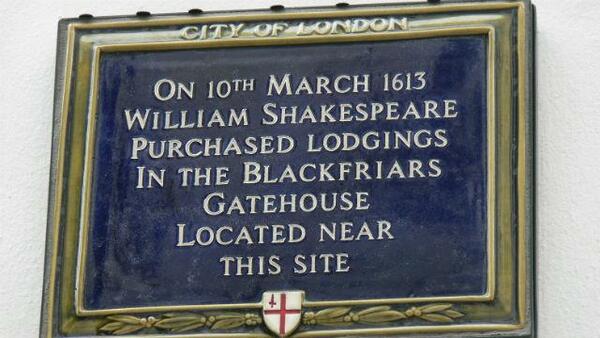 CITY OF LONDON
ON 10TH MARCH 1613
WILLIAM SHAKESPEARE
PURCHASED LODGINGS
IN THE BLACKFRIARS
GATEHOUSE
LOCATED NEAR
THIS SITE